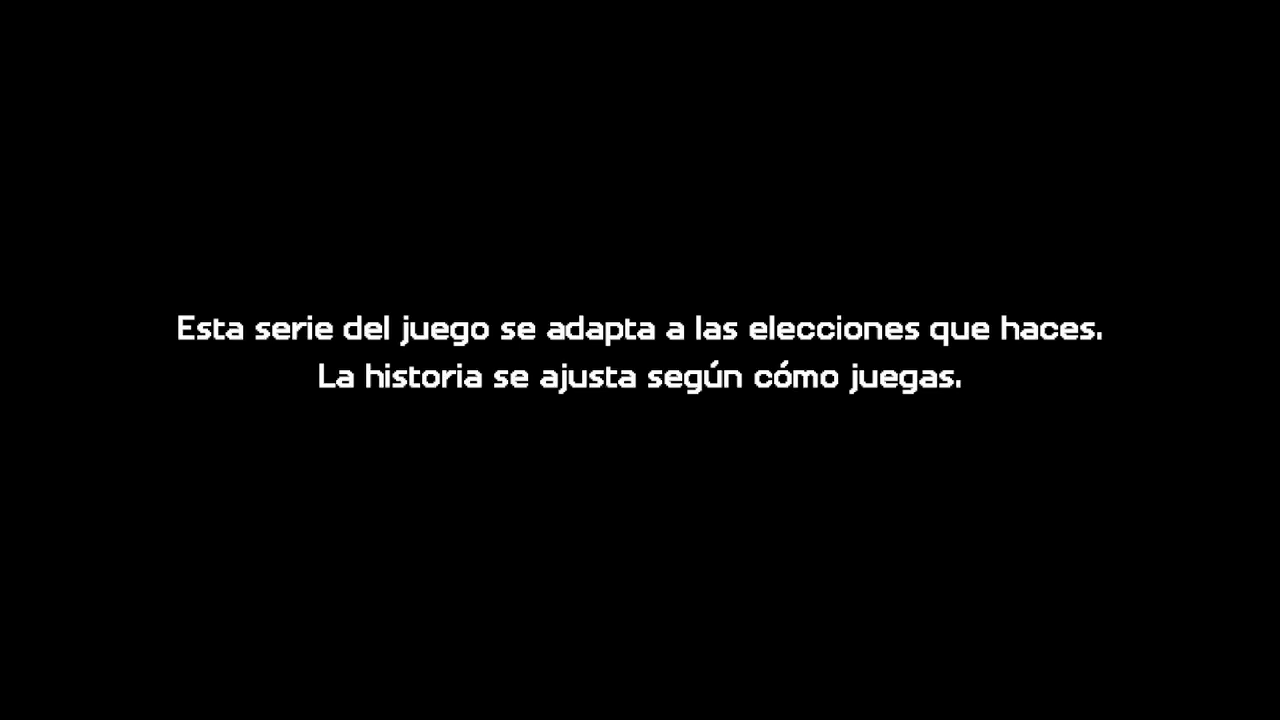 Esta serie del juego se adapta a las elecciones que haces.
La historia se ajusta según cómo juegas.